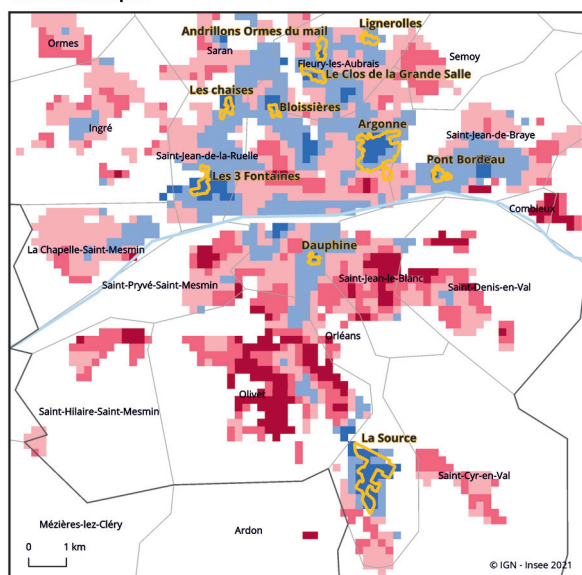 Lignerolles
Andrillons Ormes du mail
Ormes
Saran
Fleury-les-Aubrais
Semoy
Le Clos de la Grande Salle
Les chaises
Bloissières
Argonne
Ingré
Saint-Jean-de-Braye
Saint-Jean-de-la-Ruelle
Pont Bordeau
Les 3 Fontaines
Combleux
La Chapelle-Saint-Mesmin
Dauphine
Saint-Pryvé-Saint-Mesmin
Saint-Jean-le-Blanc
Saint-Denis-en-Val
Orléans
Olivet
Saint-Hilaire-Saint-Mesmin
La Source
Saint-Cyr-en-Val
Mézières-lez-Cléry
Ardon
0 1 km
© IGN - Insee 2021